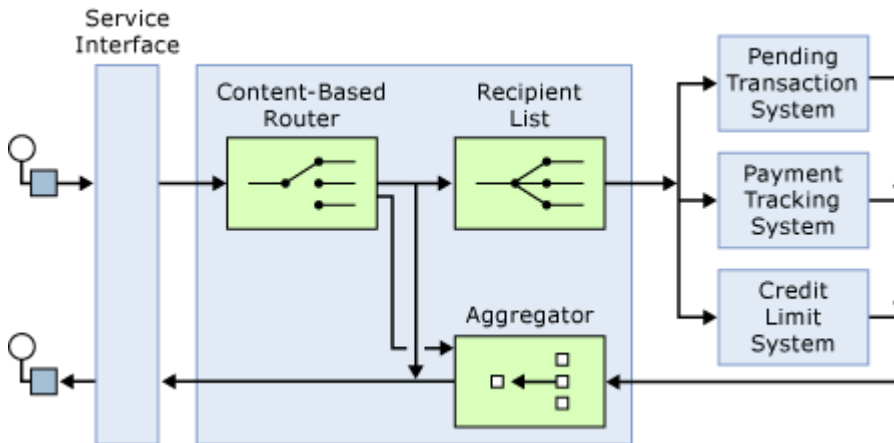 Service
Interface
Content-Based
Router
Recipient
List
Aggregator
Pending
Transaction
System
Payment
Tracking
System
Credit
Limit
System